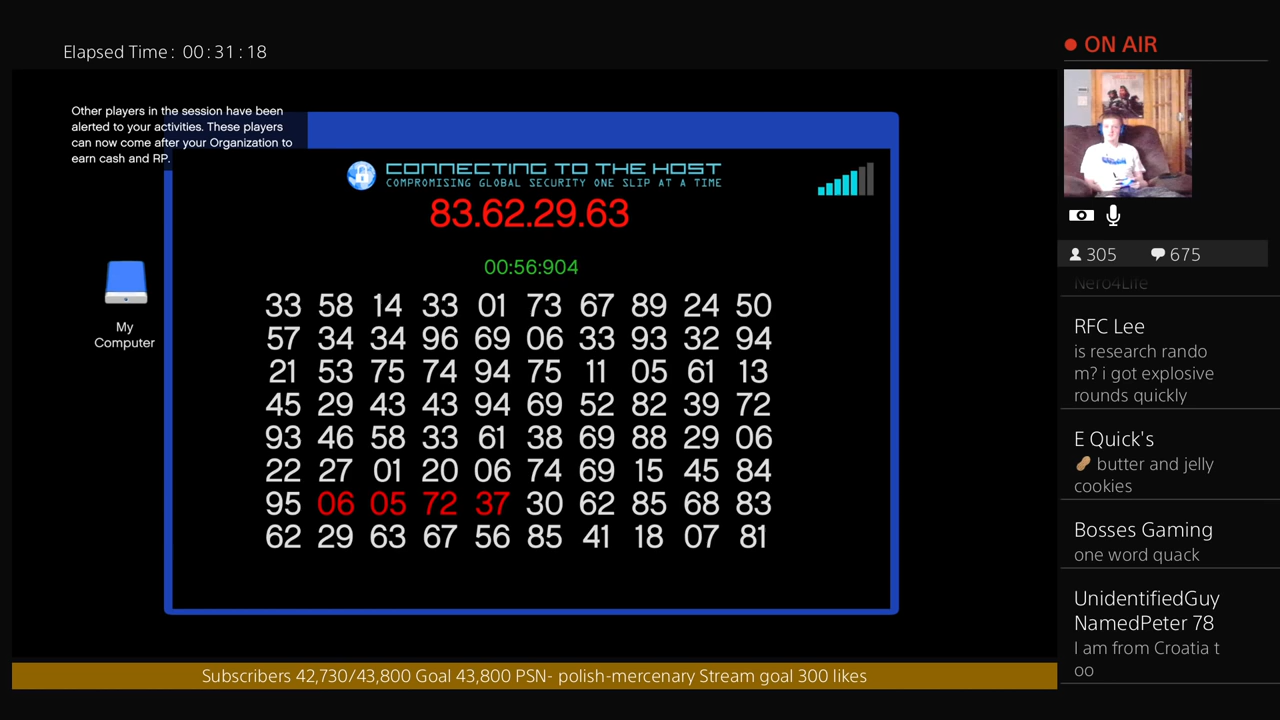 Elapsed Time: 00:31:18
ON AIR
Other players in the session have been
alerted to your activities. These players
can now come after your Organization to
earn cash and RP.
CONNECTING TO THE HOST
COMPROMISING GLOBAL SECURITY ONE SLIP AT A TIME
83.62.29.63
00:56:904
33 58 14 33 01 73 67 89 24 50
57 34 34 96 69 06 33 93 32 94
21 53 75 74 94 75 11 05 61 13
45 29 43 43 94 69 52 82 39 72
93 46 58 33 61 38 69 88 29 06
22 27 01 20 06 74 69 15 45 84
95 06 05 72 37 30 62 85 68 83
62 29 63 67 56 85 41 18 07 81
My
Computer
305 675
Nero4Life
RFC Lee
is research rando
m? i got explosive
rounds quickly
E Quick's
🥜 butter and jelly
cookies
Bosses Gaming
one word quack
UnidentifiedGuy
NamedPeter 78
I am from Croatia t
oo
Subscribers 42,730/43,800 Goal 43,800 PSN- polish-mercenary Stream goal 300 likes